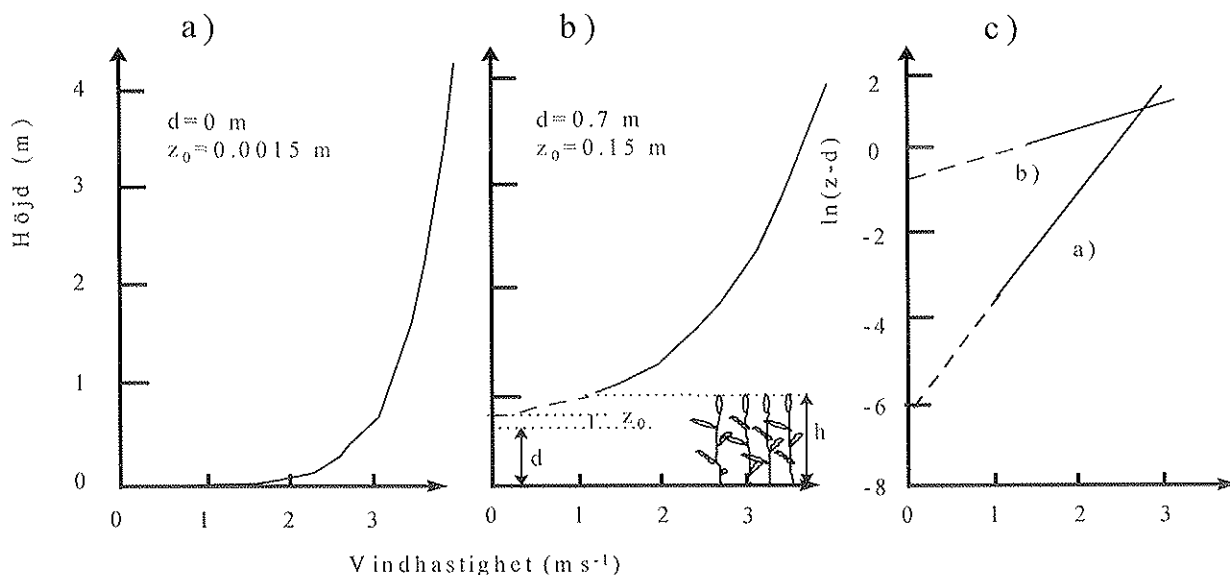 a)
b)
c)
Höjd (m)
4
3
2
1
0
d=0 m
z₀=0.0015 m
0 1 2 3
d=0.7 m
z₀=0.15 m
z₀
d
h
0 1 2 3
ln(z-d)
2
0
-2
-4
-6
-8
b)
a)
0 1 2 3
Vindhastighet (m s⁻¹)